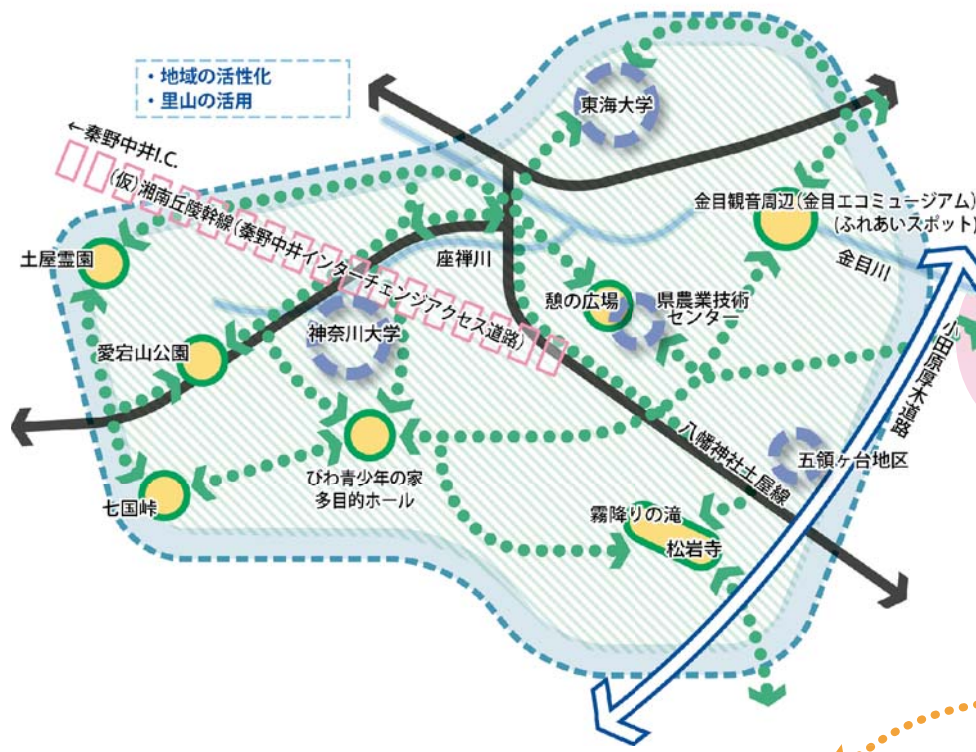 ・地域の活性化
・里山の活用
東海大学
←秦野中井I.C.
(仮)湘南丘陵幹線(秦野中井インターチェンジアクセス道路)
金目観音周辺(金目エコミュージアム)
(ふれあいスポット)
金目川
土屋霊園
座禅川
憩の広場
県農業技術
センター
神奈川大学
愛宕山公園
小田原厚木道路
八幡神社土屋線
五領ヶ台地区
びわ青少年の家
多目的ホール
七国峠
霧降りの滝
松岩寺